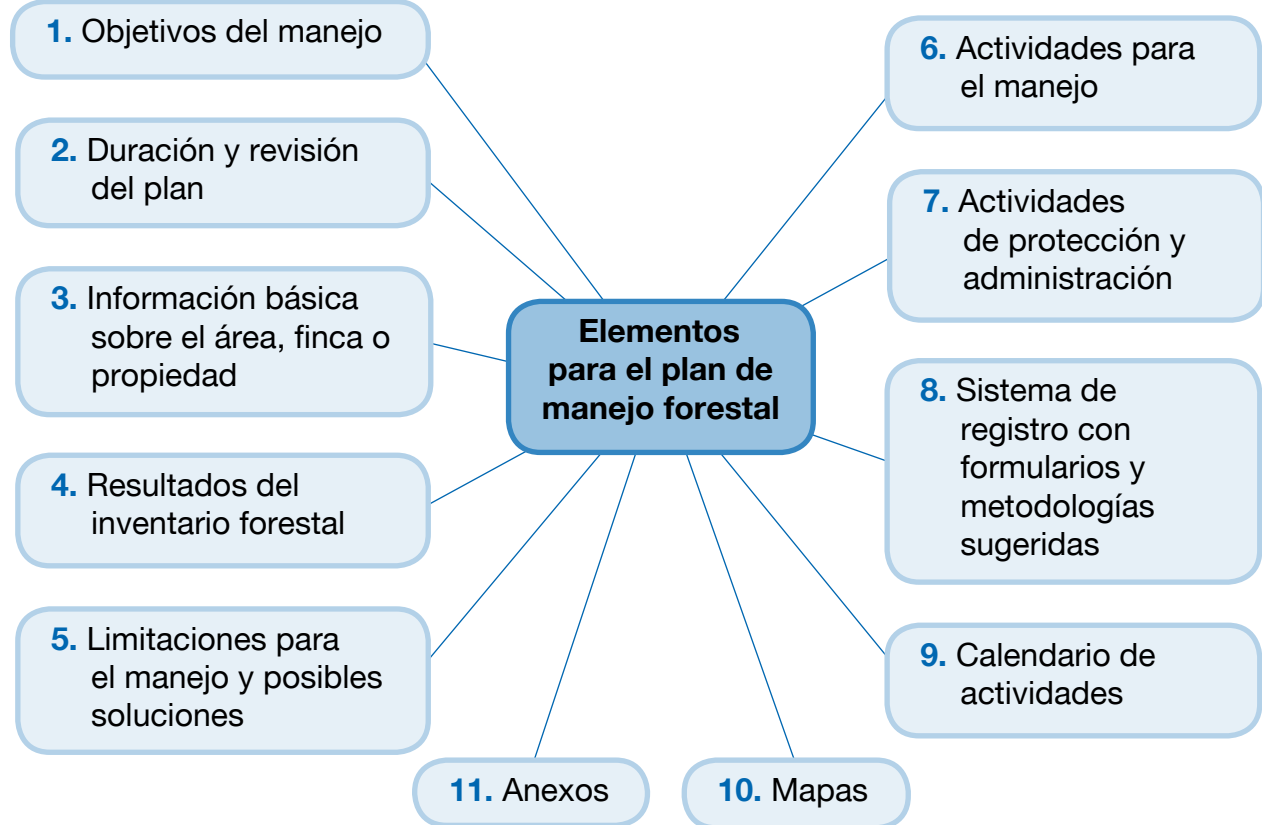 1. Objetivos del manejo
2. Duración y revisión
del plan
3. Información básica
sobre el área, finca o
propiedad
4. Resultados del
inventario forestal
5. Limitaciones para
el manejo y posibles
soluciones
Elementos
para el plan de
manejo forestal
6. Actividades para
el manejo
7. Actividades
de protección y
administración
8. Sistema de
registro con
formularios y
metodologías
sugeridas
9. Calendario de
actividades
10. Mapas
11. Anexos